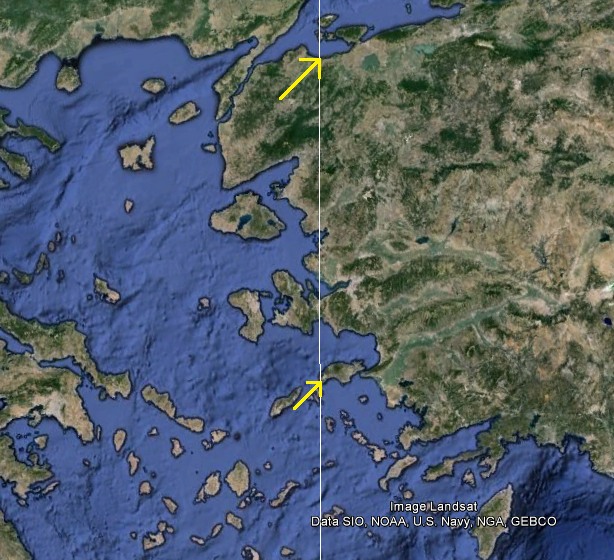 Image Landsat
Data SIO, NOAA, U.S. Navy, NGA, GEBCO